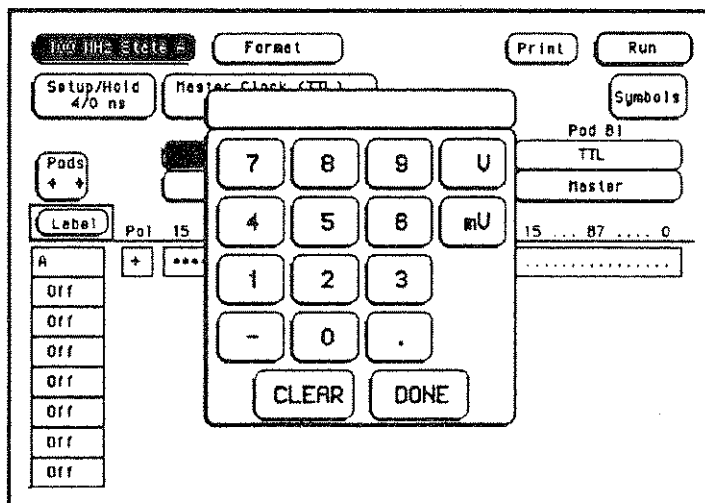 100 MHz State A Format Print Run
Setup/Hold
4/0 ns
Master Clock (TTL)
Symbols
Pod B1
TTL
Master
Pods
Label Pol 15 15 ... 87 .... 0
A + **** ................
Off
Off
Off
Off
Off
Off
Off
7 8 9 V
4 5 6 mV
1 2 3
- 0 .
CLEAR DONE